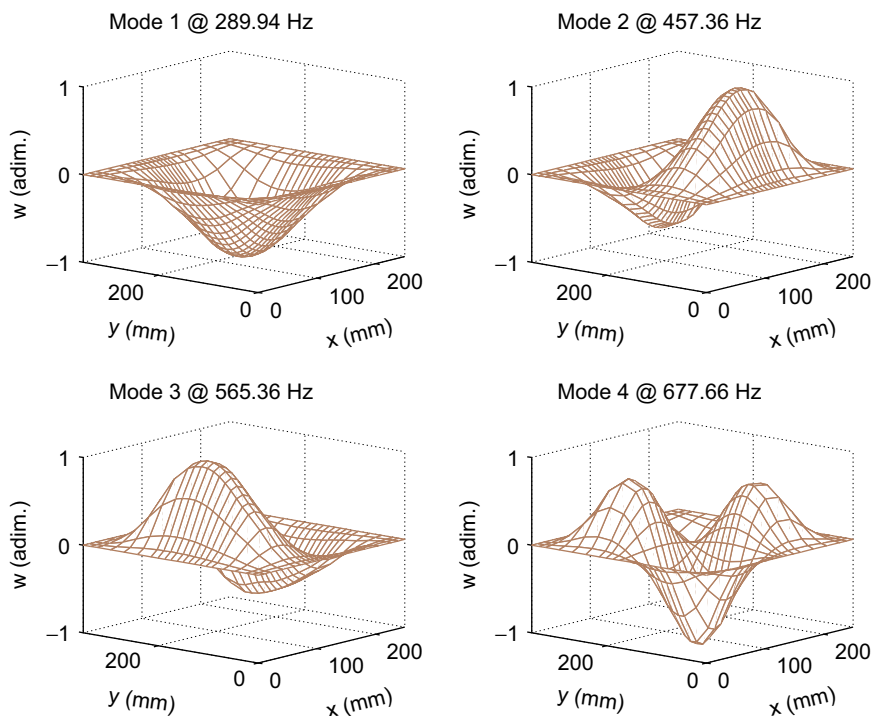 Mode 1 @ 289.94 Hz
1
0
−1
w (adim.)
200
0
y (mm)
0
100
200
x (mm)
Mode 2 @ 457.36 Hz
1
0
−1
w (adim.)
200
0
y (mm)
0
100
200
x (mm)
Mode 3 @ 565.36 Hz
1
0
−1
w (adim.)
200
0
y (mm)
0
100
200
x (mm)
Mode 4 @ 677.66 Hz
1
0
−1
w (adim.)
200
0
y (mm)
0
100
200
x (mm)